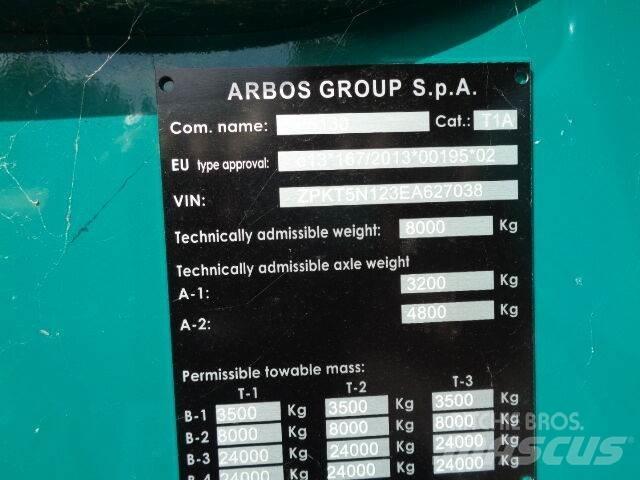 ARBOS GROUP S.p.A.
Com. name: 5130 Cat.: T1A
EU type approval: e13*167/2013*00195*02
VIN: ZPKT5N123EA627038
Technically admissible weight: 8000 Kg
Technically admissible axle weight
A-1: 3200 Kg
A-2: 4800 Kg
Permissible towable mass:
T-1 T-2 T-3
B-1 3500 Kg 3500 Kg 3500 Kg
B-2 8000 Kg 8000 Kg 8000 Kg
B-3 24000 Kg 24000 Kg 24000 Kg
B-4 24000 Kg 24000 Kg 24000 Kg
BROS.
MASCUS